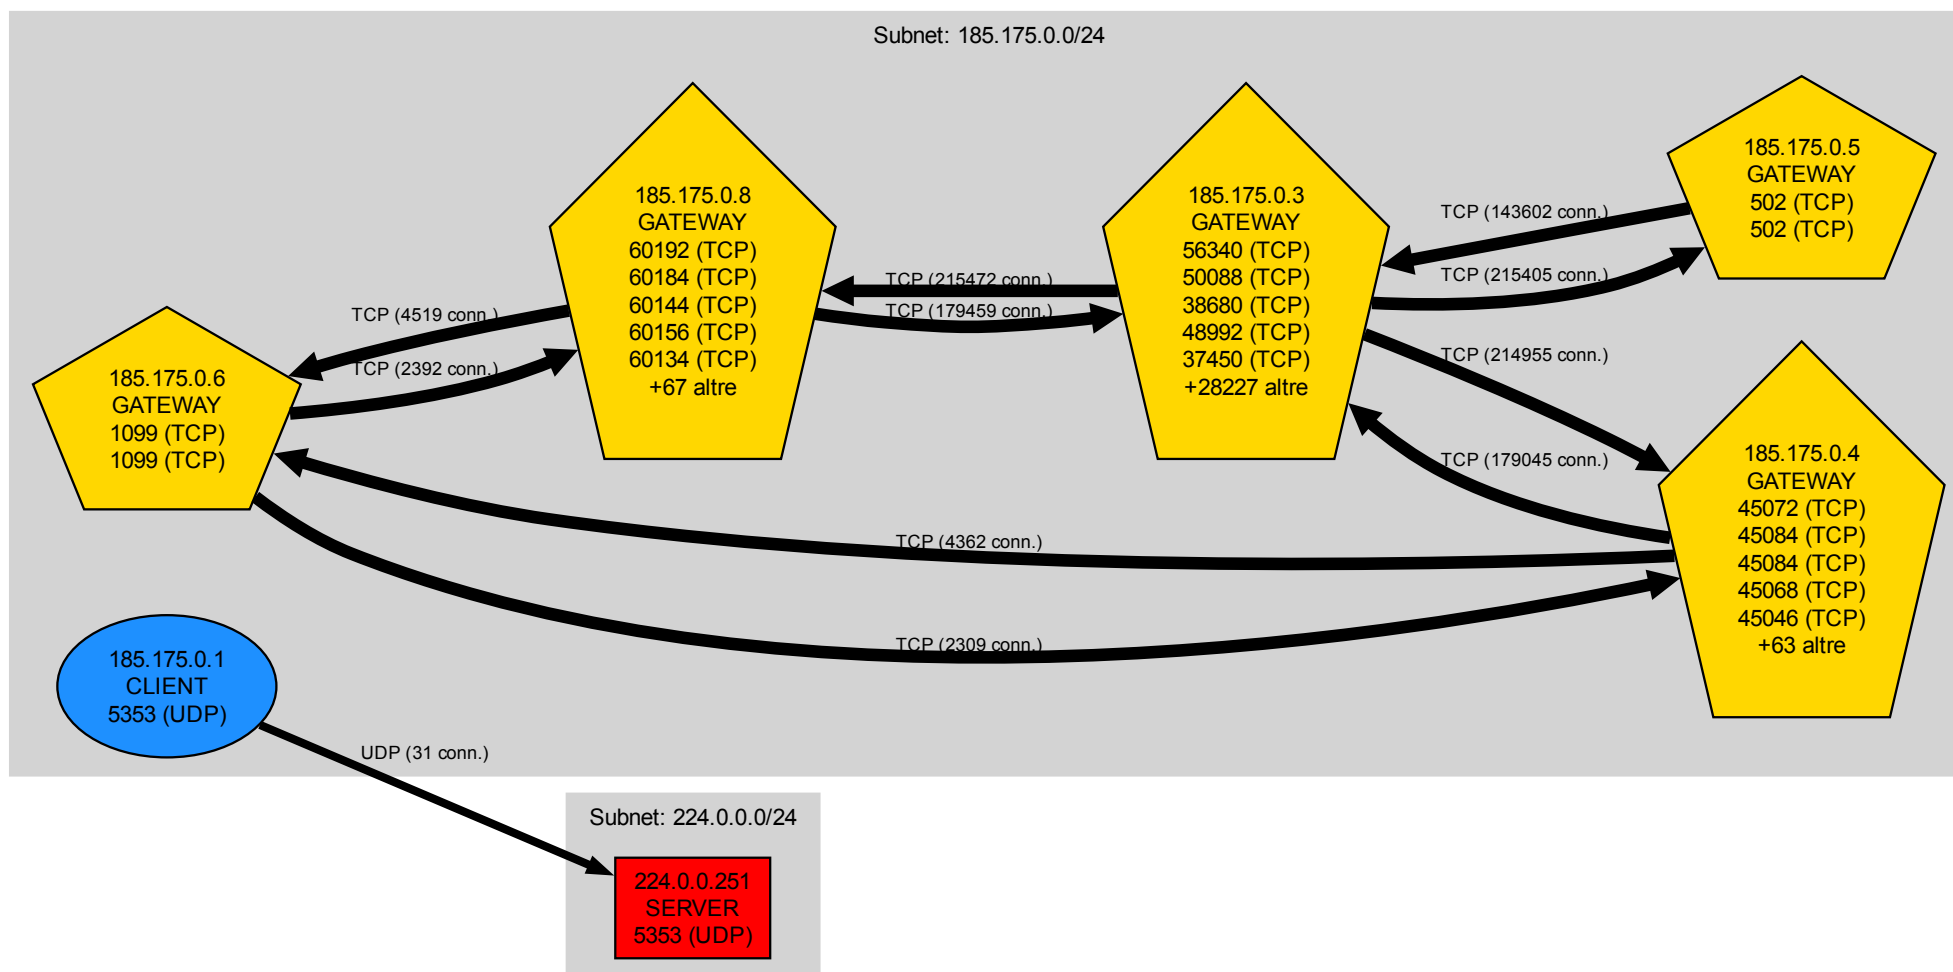 Subnet: 185.175.0.0/24
185.175.0.8
GATEWAY
60192 (TCP)
60184 (TCP)
60144 (TCP)
60156 (TCP)
60134 (TCP)
+67 altre
185.175.0.3
GATEWAY
56340 (TCP)
50088 (TCP)
38680 (TCP)
48992 (TCP)
37450 (TCP)
+28227 altre
185.175.0.5
GATEWAY
502 (TCP)
502 (TCP)
TCP (143602 conn.)
TCP (215405 conn.)
TCP (215472 conn.)
TCP (179459 conn.)
TCP (4519 conn.)
TCP (2392 conn.)
TCP (214955 conn.)
TCP (179045 conn.)
185.175.0.6
GATEWAY
1099 (TCP)
1099 (TCP)
185.175.0.4
GATEWAY
45072 (TCP)
45084 (TCP)
45084 (TCP)
45068 (TCP)
45046 (TCP)
+63 altre
TCP (4362 conn.)
TCP (2309 conn.)
185.175.0.1
CLIENT
5353 (UDP)
UDP (31 conn.)
Subnet: 224.0.0.0/24
224.0.0.251
SERVER
5353 (UDP)